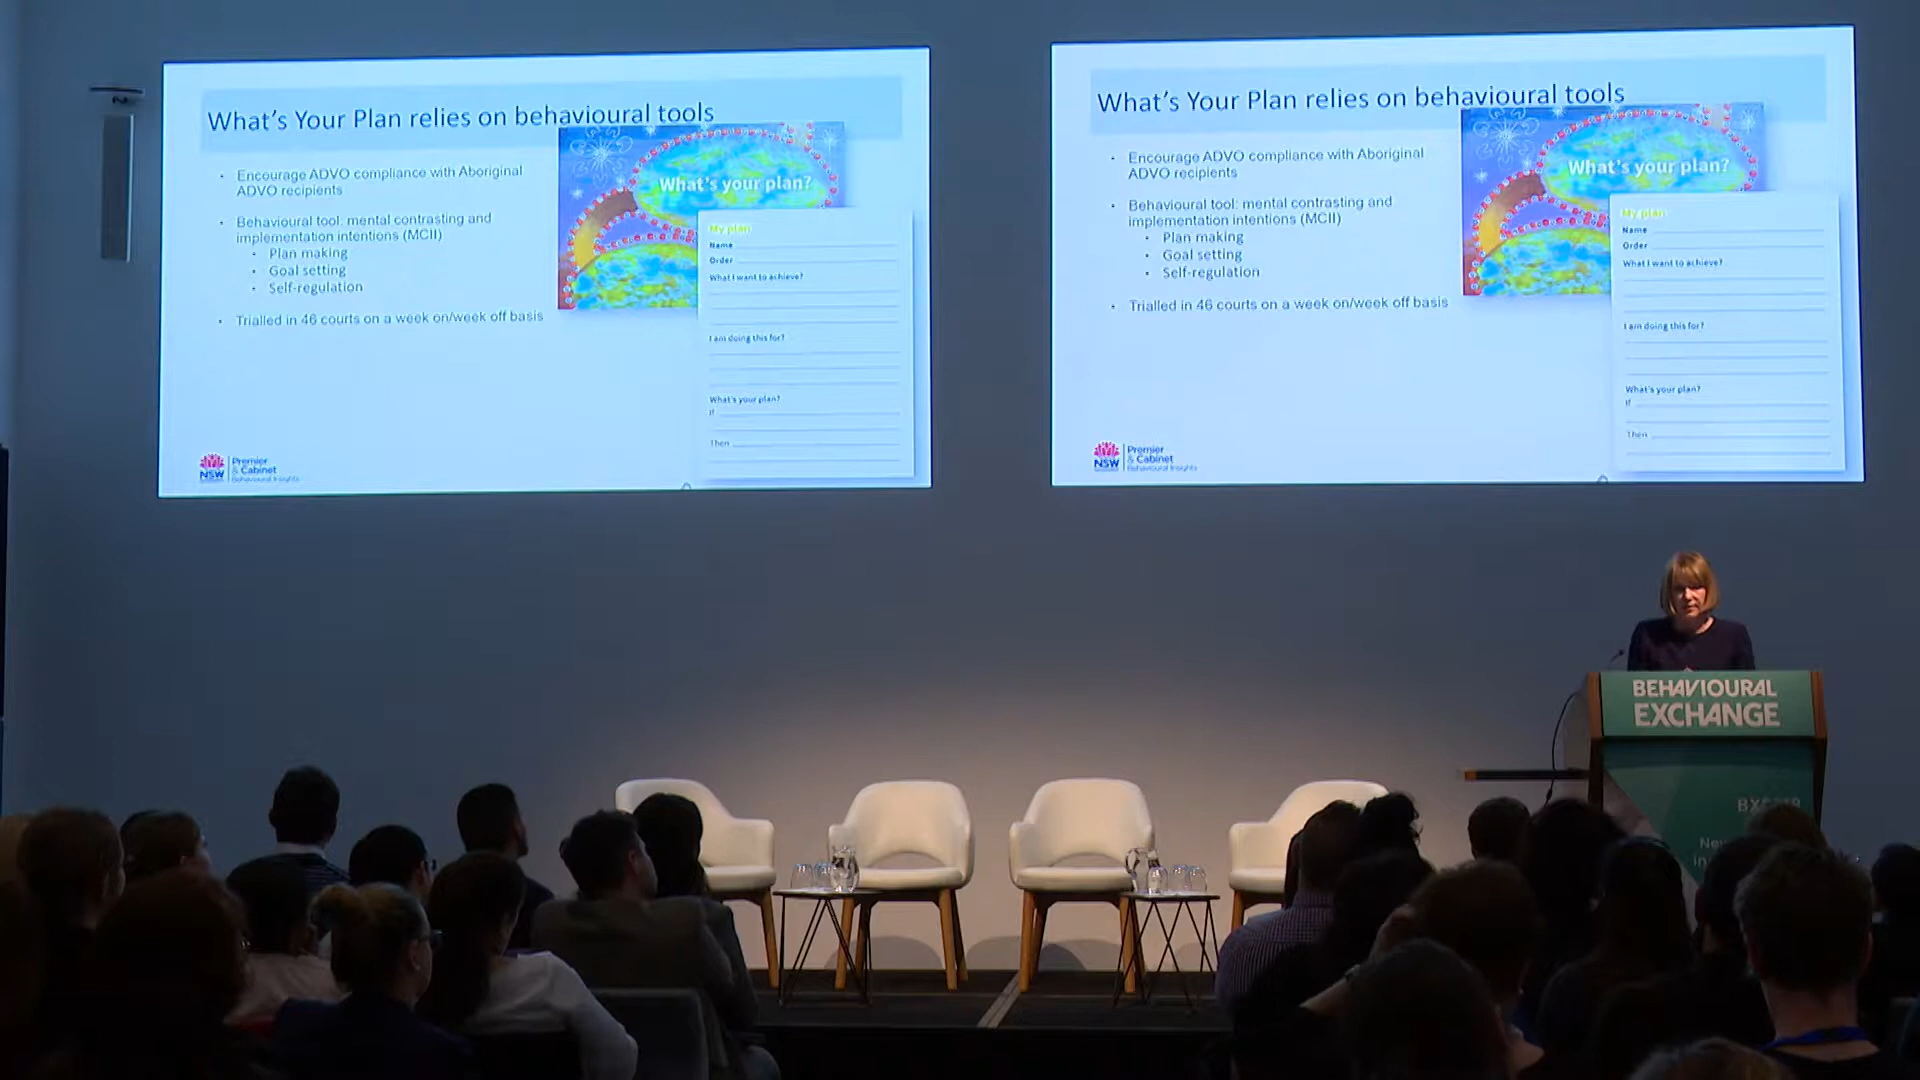 What's Your Plan relies on behavioural tools
Encourage ADVO compliance with Aboriginal
ADVO recipients
Behavioural tool: mental contrasting and
implementation intentions (MCII)
Plan making
Goal setting
Self-regulation
Trialled in 46 courts on a week on/week off basis
What's your plan?
My plan
Name
Order
What I want to achieve?
I am doing this for?
What's your plan?
If
Then
NSW
Premier
& Cabinet
Behavioural Insights
What's Your Plan relies on behavioural tools
Encourage ADVO compliance with Aboriginal
ADVO recipients
Behavioural tool: mental contrasting and
implementation intentions (MCII)
Plan making
Goal setting
Self-regulation
Trialled in 46 courts on a week on/week off basis
What's your plan?
My plan
Name
Order
What I want to achieve?
I am doing this for?
What's your plan?
If
Then
NSW
Premier
& Cabinet
Behavioural Insights
BEHAVIOURAL
EXCHANGE